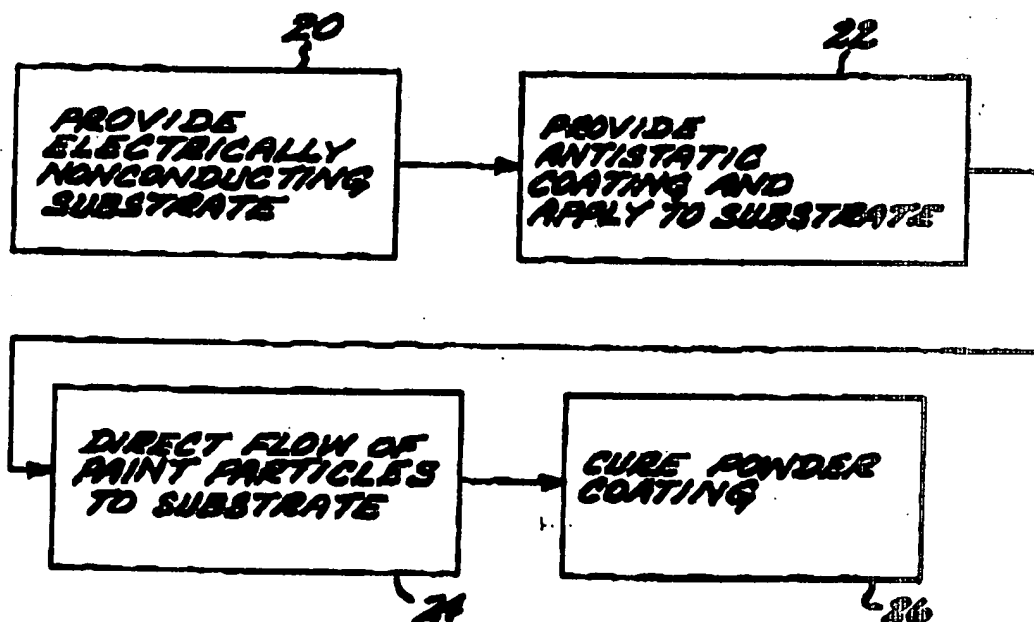 20
22
PROVIDE
ELECTRICALLY
NONCONDUCTING
SUBSTRATE
PROVIDE
ANTISTATIC
COATING AND
APPLY TO SUBSTRATE
DIRECT FLOW OF
PAINT PARTICLES
TO SUBSTRATE
CURE POWDER
COATING
24
26